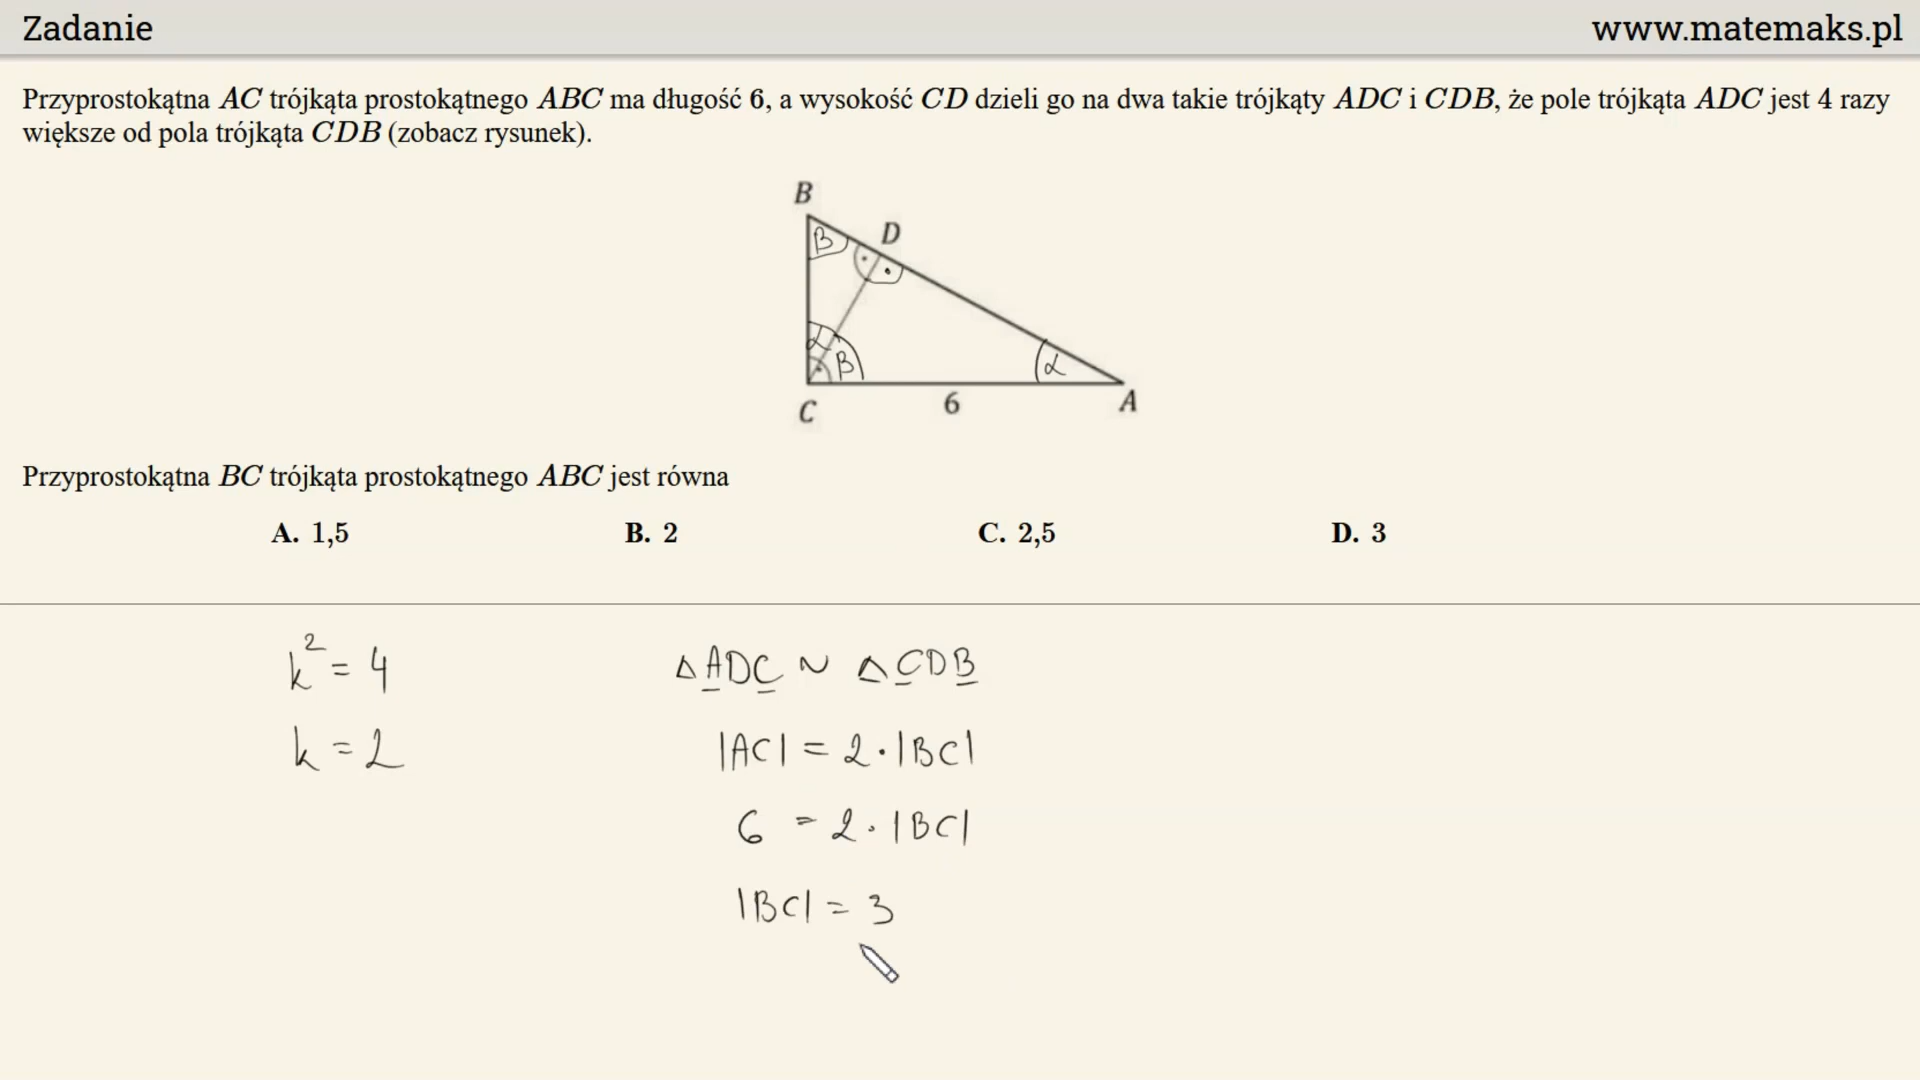 Zadanie
www.matemaks.pl
Przyprostokątna AC trójkąta prostokątnego ABC ma długość 6, a wysokość CD dzieli go na dwa takie trójkąty ADC i CDB, że pole trójkąta ADC jest 4 razy
większe od pola trójkąta CDB (zobacz rysunek).
B
D
β
α
β
α
C
6
A
Przyprostokątna BC trójkąta prostokątnego ABC jest równa
A. 1,5
B. 2
C. 2,5
D. 3
k² = 4
△ADC ~ △CDB
k = 2
|AC| = 2·|BC|
6 = 2·|BC|
|BC| = 3